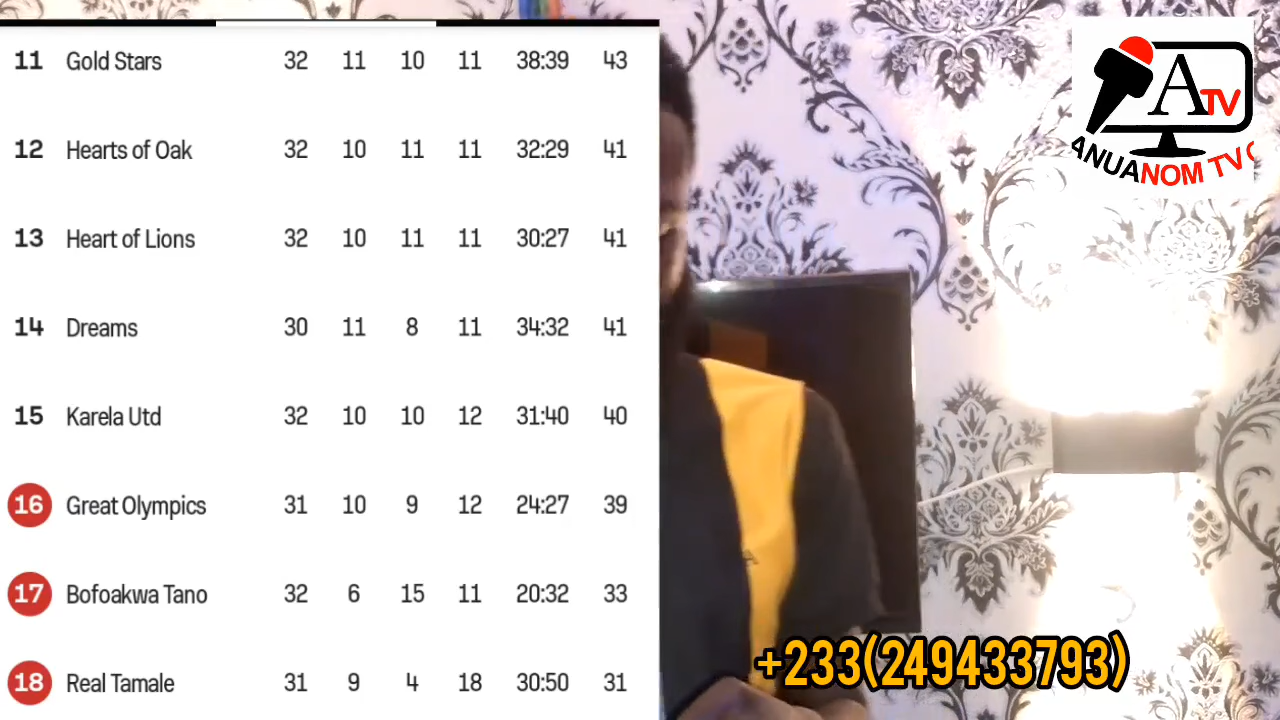 11 Gold Stars 32 11 10 11 38:39 43
12 Hearts of Oak 32 10 11 11 32:29 41
13 Heart of Lions 32 10 11 11 30:27 41
14 Dreams 30 11 8 11 34:32 41
15 Karela Utd 32 10 10 12 31:40 40
16 Great Olympics 31 10 9 12 24:27 39
17 Bofoakwa Tano 32 6 15 11 20:32 33
18 Real Tamale 31 9 4 18 30:50 31
A TV
ANUANOM TV
+233(249433793)